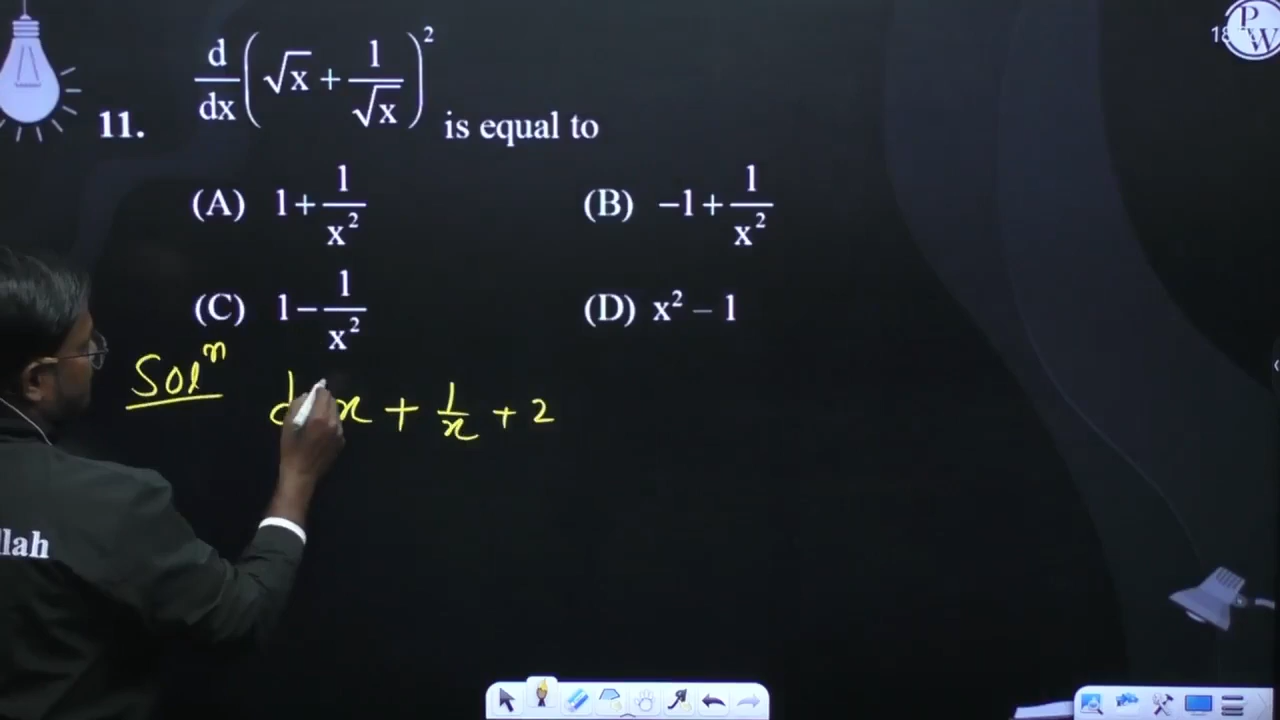 11. d/dx(√x + 1/√x)² is equal to
(A) 1+1/x² (B) −1+1/x²
(C) 1−1/x² (D) x² – 1
Solⁿ d x + 1/x + 2
llah
PW